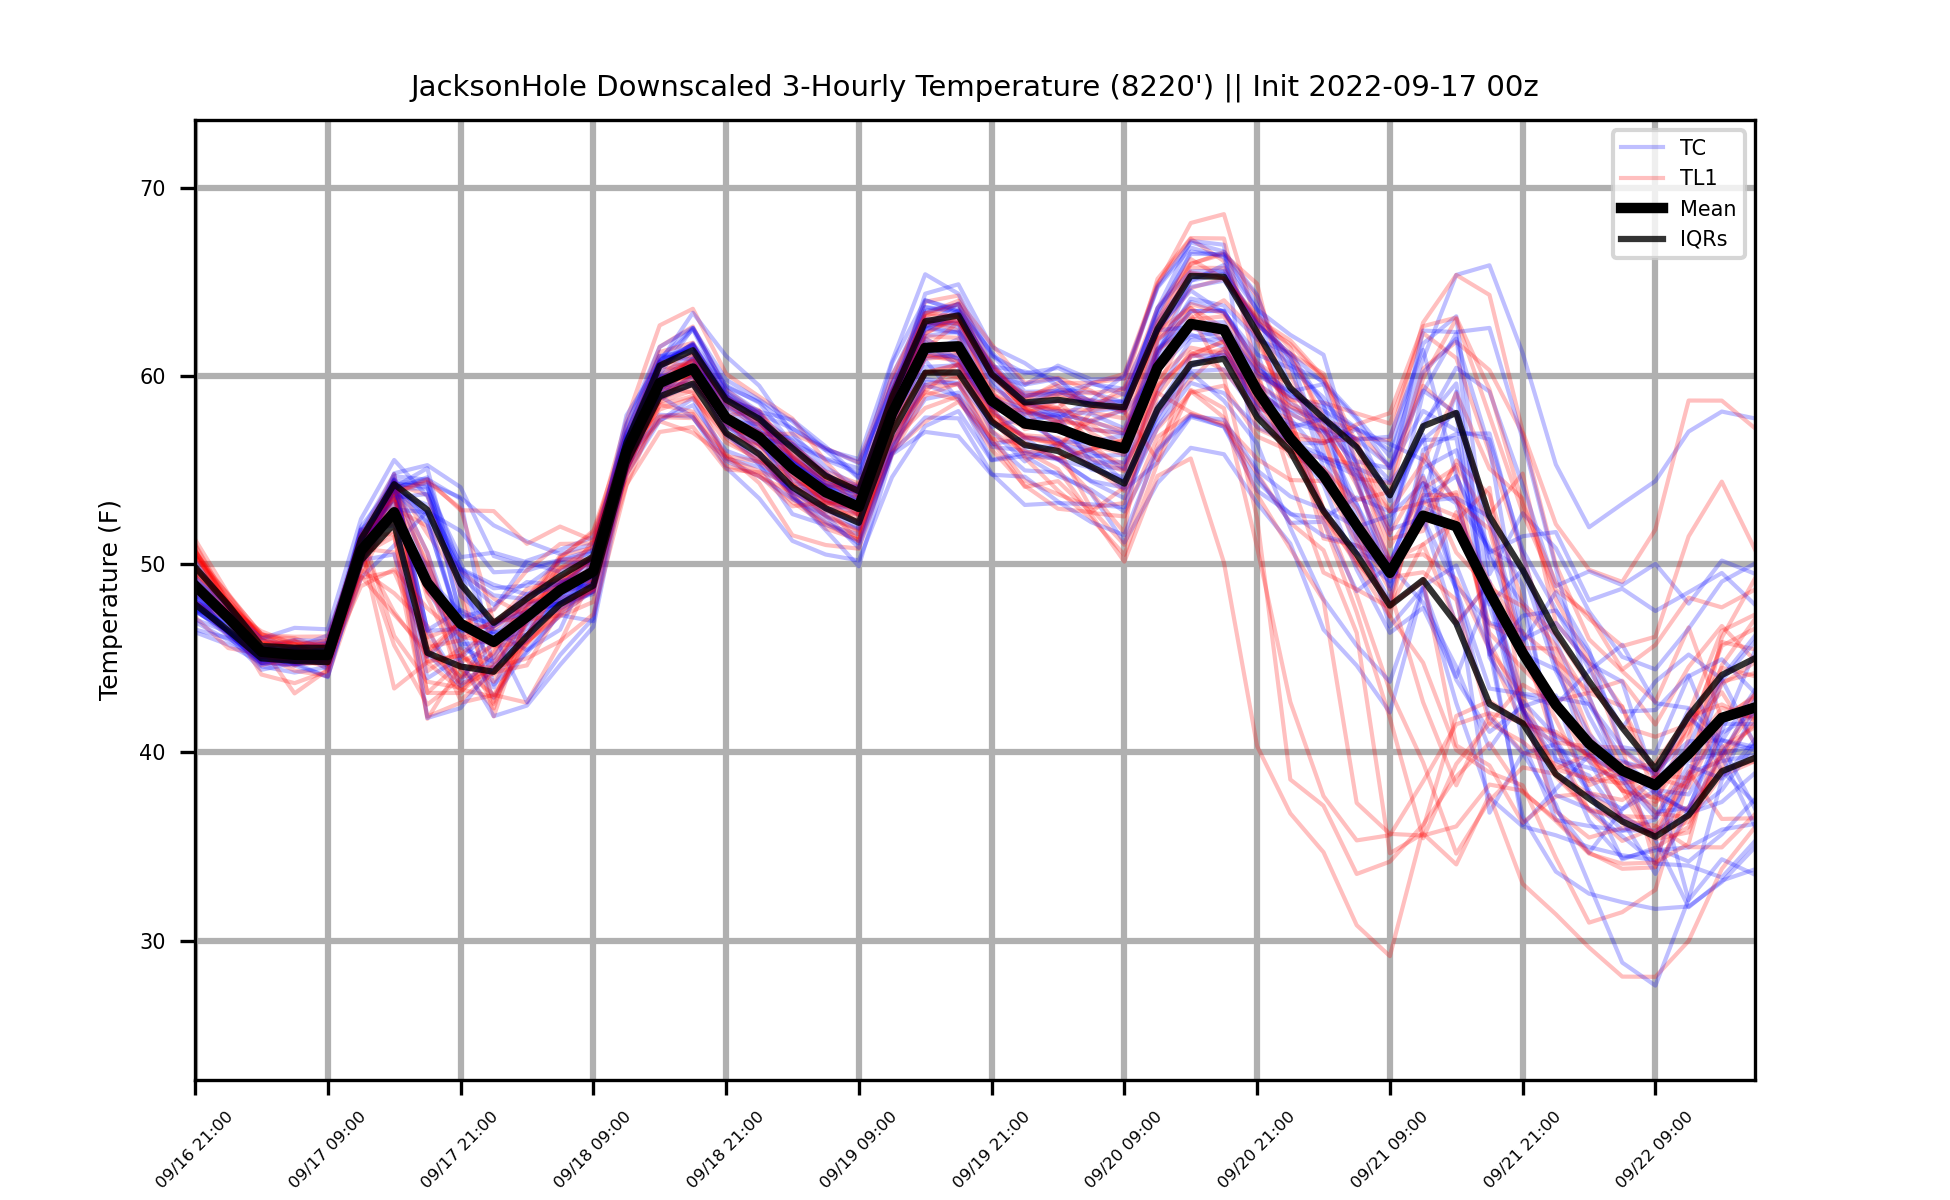 JacksonHole Downscaled 3-Hourly Temperature (8220') || Init 2022-09-17 00z
TC
TL1
Mean
IQRs
Temperature (F)
70
60
50
40
30
09/16 21:00
09/17 09:00
09/17 21:00
09/18 09:00
09/18 21:00
09/19 09:00
09/19 21:00
09/20 09:00
09/20 21:00
09/21 09:00
09/21 21:00
09/22 09:00